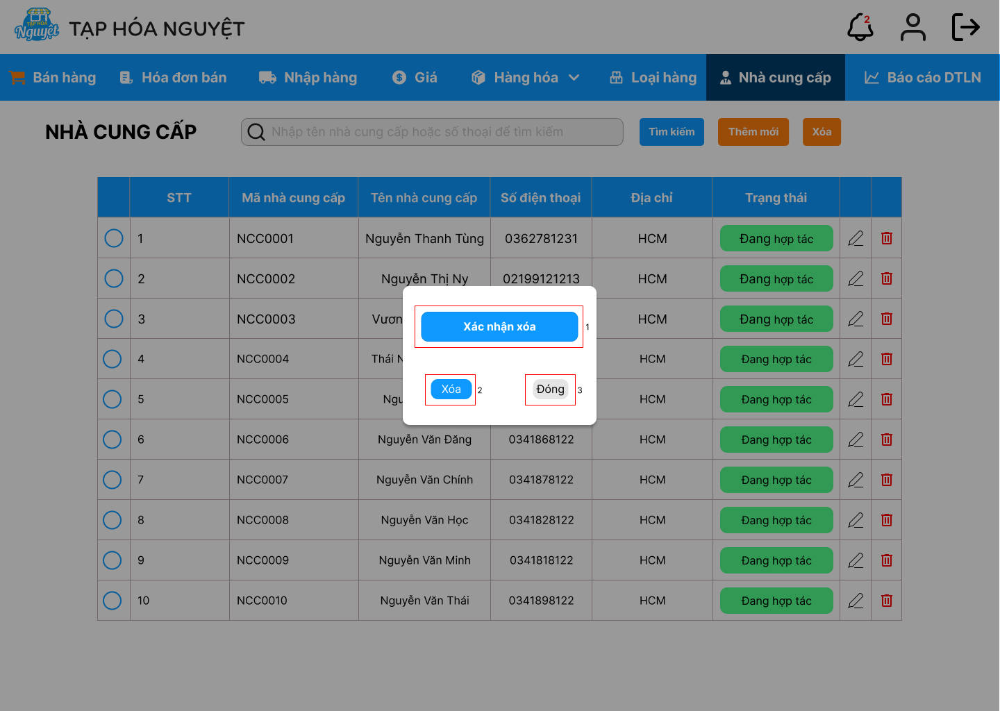 TẠP HÓA
Nguyệt
TẠP HÓA NGUYỆT
2
Bán hàng
Hóa đơn bán
Nhập hàng
Giá
Hàng hóa
Loại hàng
Nhà cung cấp
Báo cáo DTLN
NHÀ CUNG CẤP
Nhập tên nhà cung cấp hoặc số thoại để tìm kiếm
Tìm kiếm
Thêm mới
Xóa
STT Mã nhà cung cấp Tên nhà cung cấp Số điện thoại Địa chỉ Trạng thái
1 NCC0001 Nguyễn Thanh Tùng 0362781231 HCM Đang hợp tác
2 NCC0002 Nguyễn Thị Ny 02199121213 HCM Đang hợp tác
3 NCC0003 HCM Đang hợp tác
4 NCC0004 Thái HCM Đang hợp tác
5 NCC0005 HCM Đang hợp tác
6 NCC0006 Nguyễn Văn Đăng 0341868122 HCM Đang hợp tác
7 NCC0007 Nguyễn Văn Chính 0341878122 HCM Đang hợp tác
8 NCC0008 Nguyễn Văn Học 0341828122 HCM Đang hợp tác
9 NCC0009 Nguyễn Văn Minh 0341818122 HCM Đang hợp tác
10 NCC0010 Nguyễn Văn Thái 0341898122 HCM Đang hợp tác
Xác nhận xóa 1
Xóa 2
Đóng 3